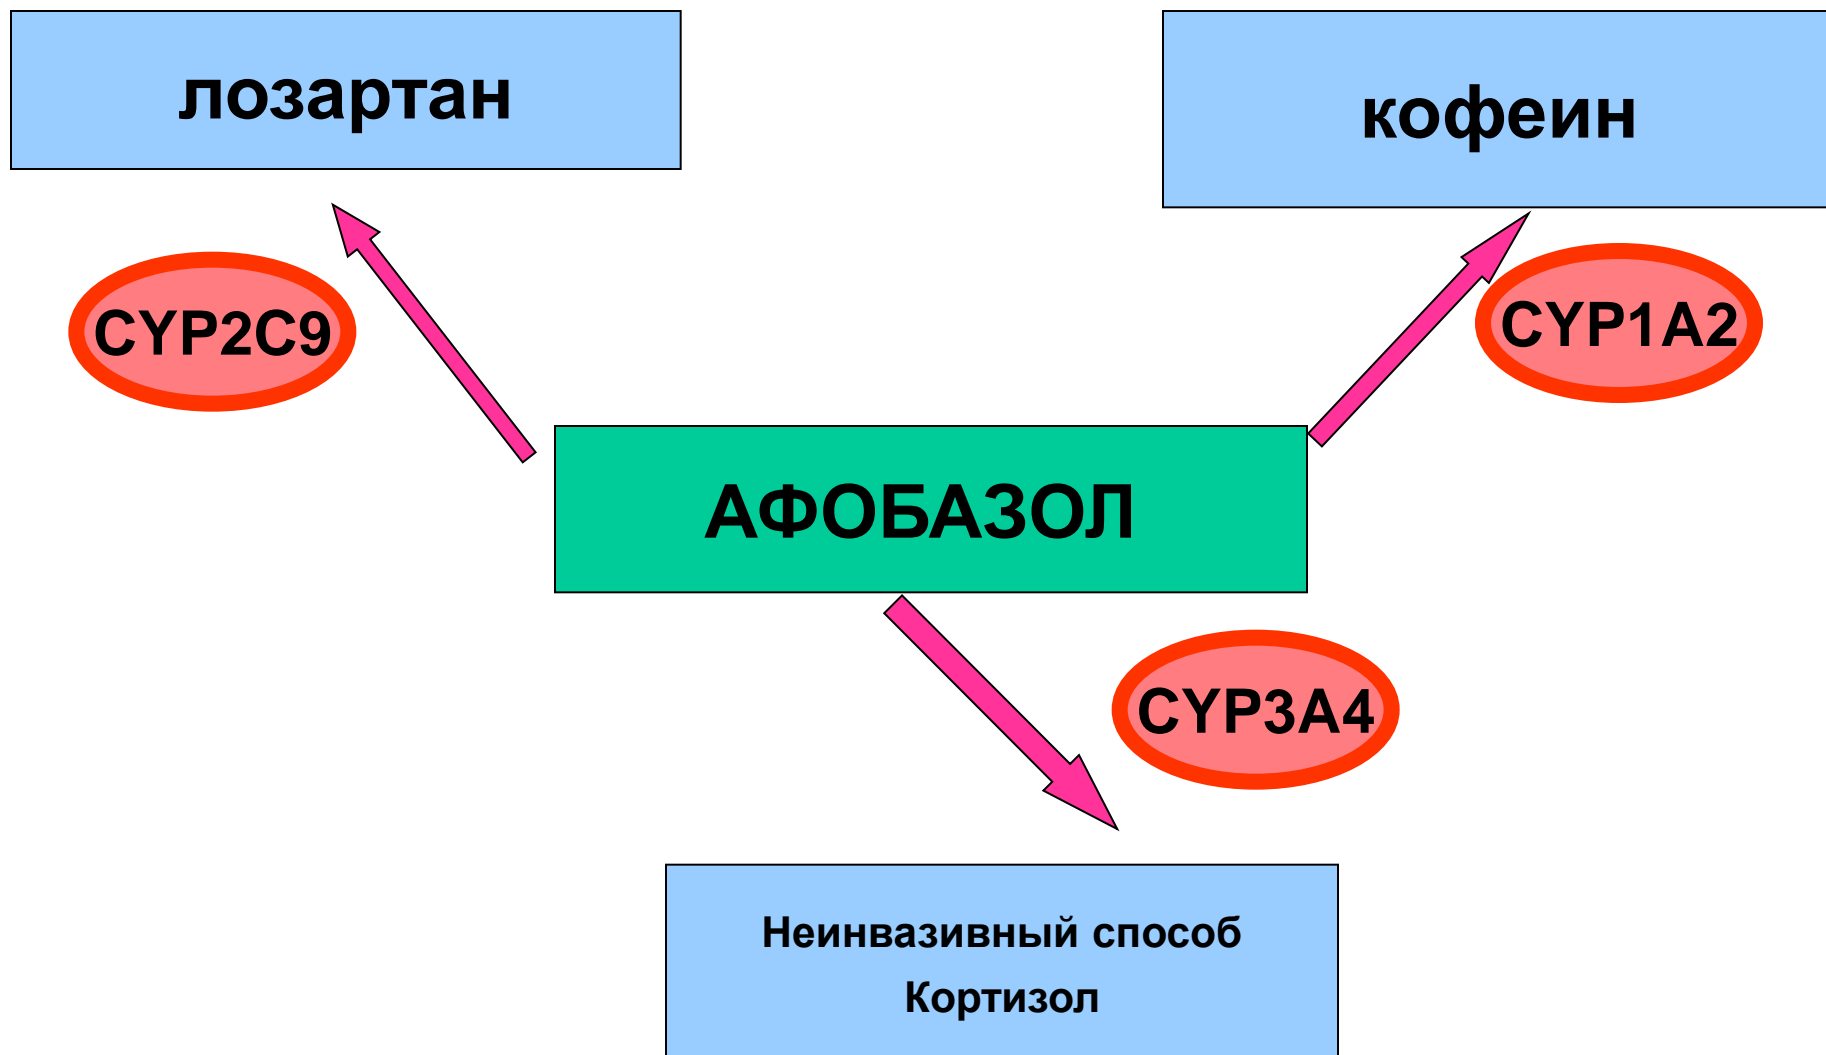 лозартан
кофеин
CYP2C9
CYP1A2
АФОБАЗОЛ
CYP3A4
Неинвазивный способ
Кортизол